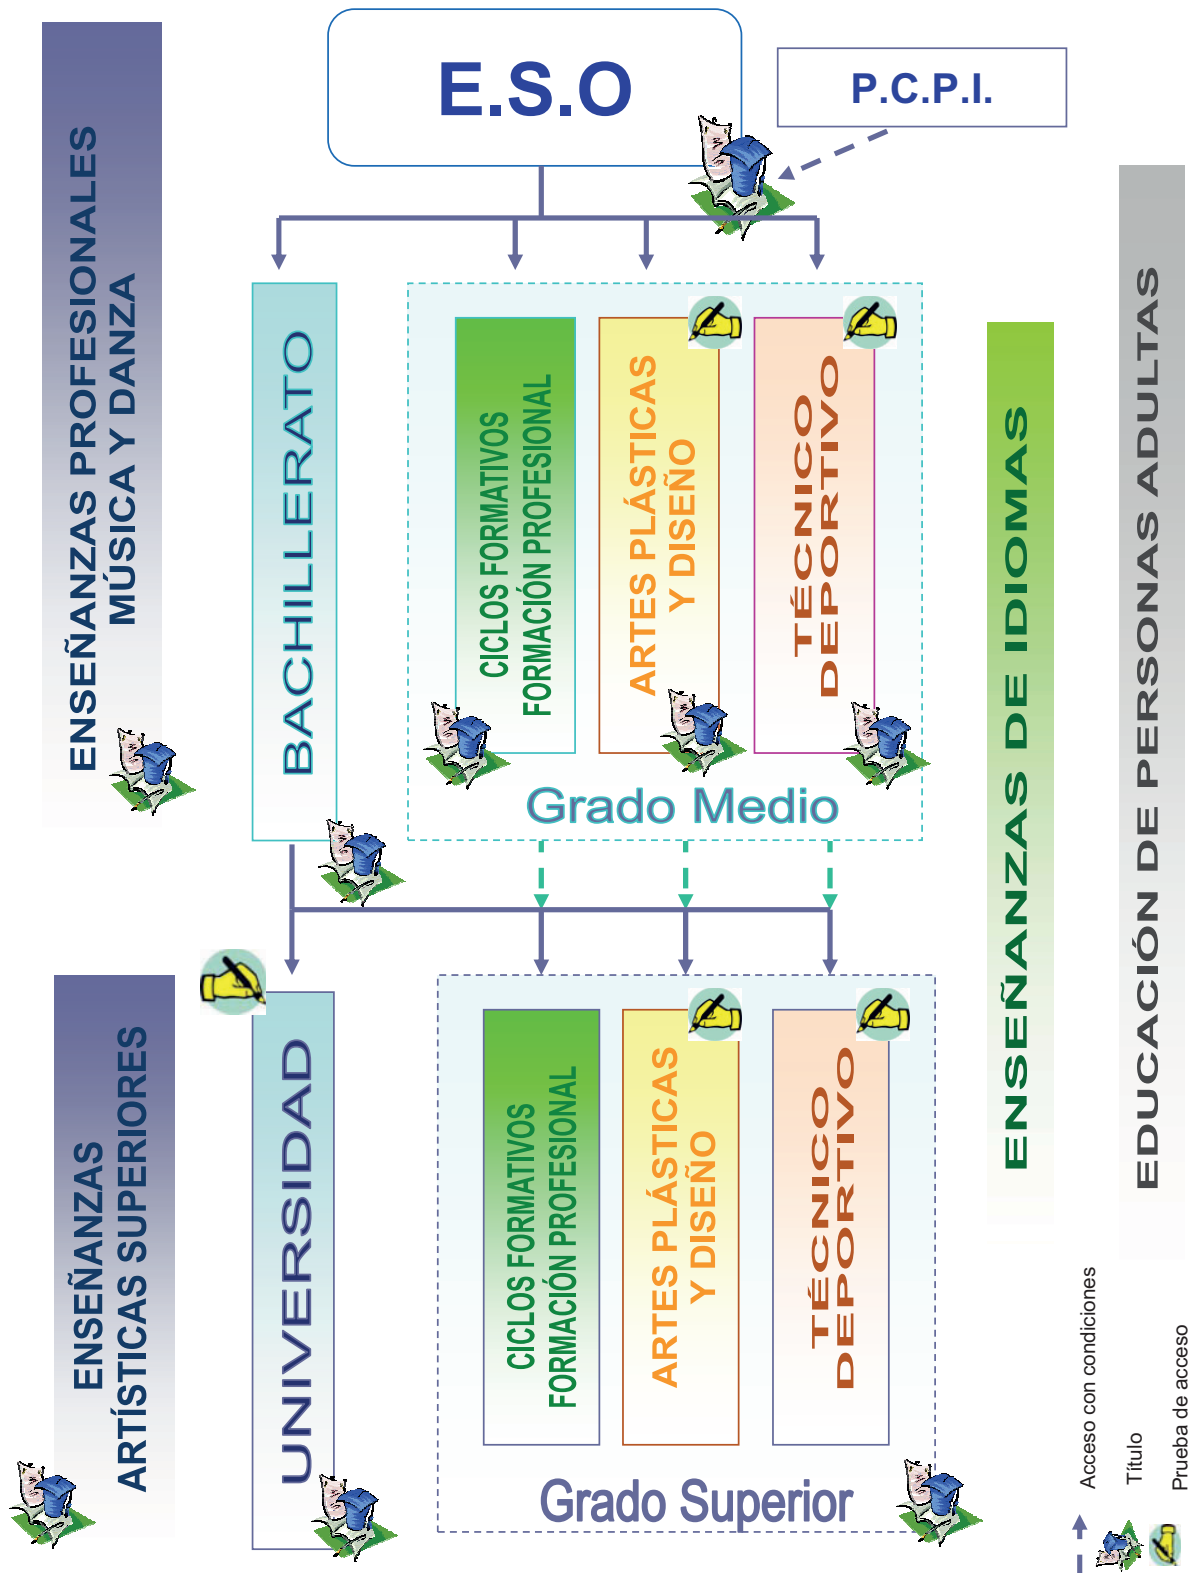 E.S.O
P.C.P.I.
ENSEÑANZAS PROFESIONALES
MÚSICA Y DANZA
BACHILLERATO
CICLOS FORMATIVOS
FORMACIÓN PROFESIONAL
ARTES PLÁSTICAS
Y DISEÑO
TÉCNICO
DEPORTIVO
Grado Medio
ENSEÑANZAS DE IDIOMAS
EDUCACIÓN DE PERSONAS ADULTAS
ENSEÑANZAS
ARTÍSTICAS SUPERIORES
UNIVERSIDAD
CICLOS FORMATIVOS
FORMACIÓN PROFESIONAL
ARTES PLÁSTICAS
Y DISEÑO
TÉCNICO
DEPORTIVO
Grado Superior
Acceso con condiciones
Título
Prueba de acceso